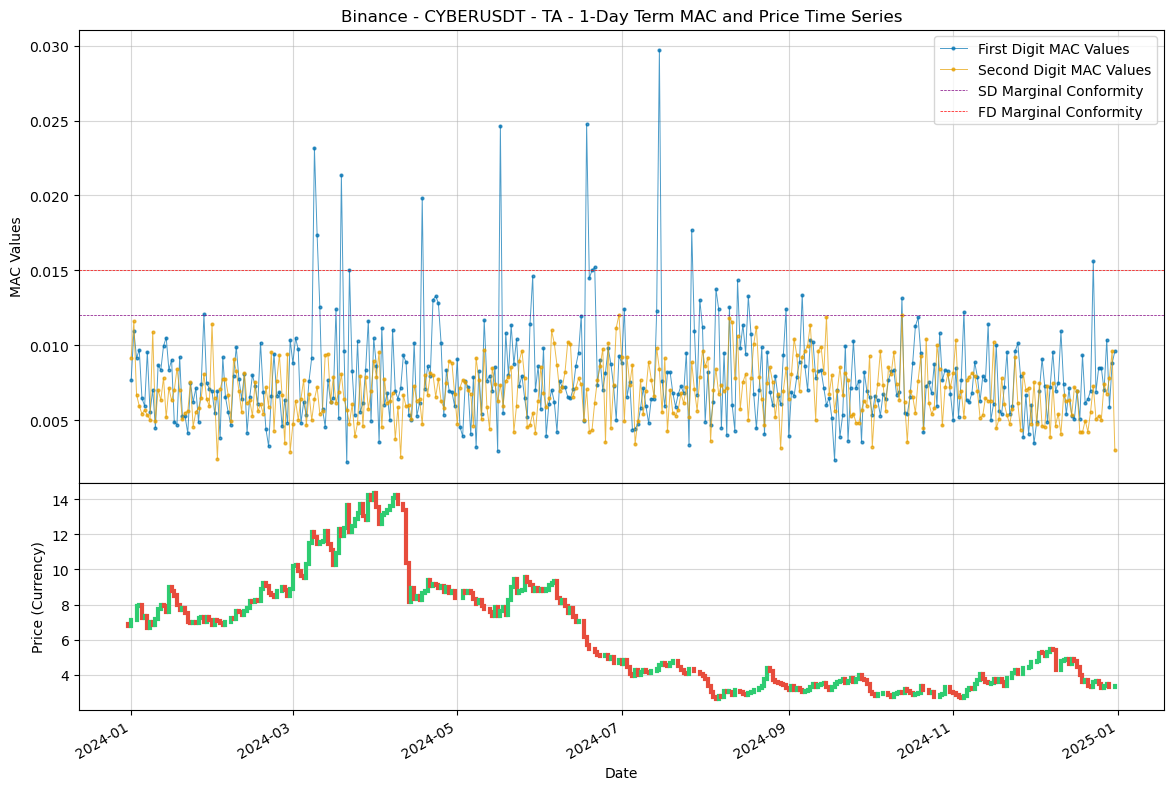 Binance - CYBERUSDT - TA - 1-Day Term MAC and Price Time Series
First Digit MAC Values
Second Digit MAC Values
SD Marginal Conformity
FD Marginal Conformity
MAC Values
0.030
0.025
0.020
0.015
0.010
0.005
Price (Currency)
14
12
10
8
6
4
2024-01
2024-03
2024-05
2024-07
2024-09
2024-11
2025-01
Date